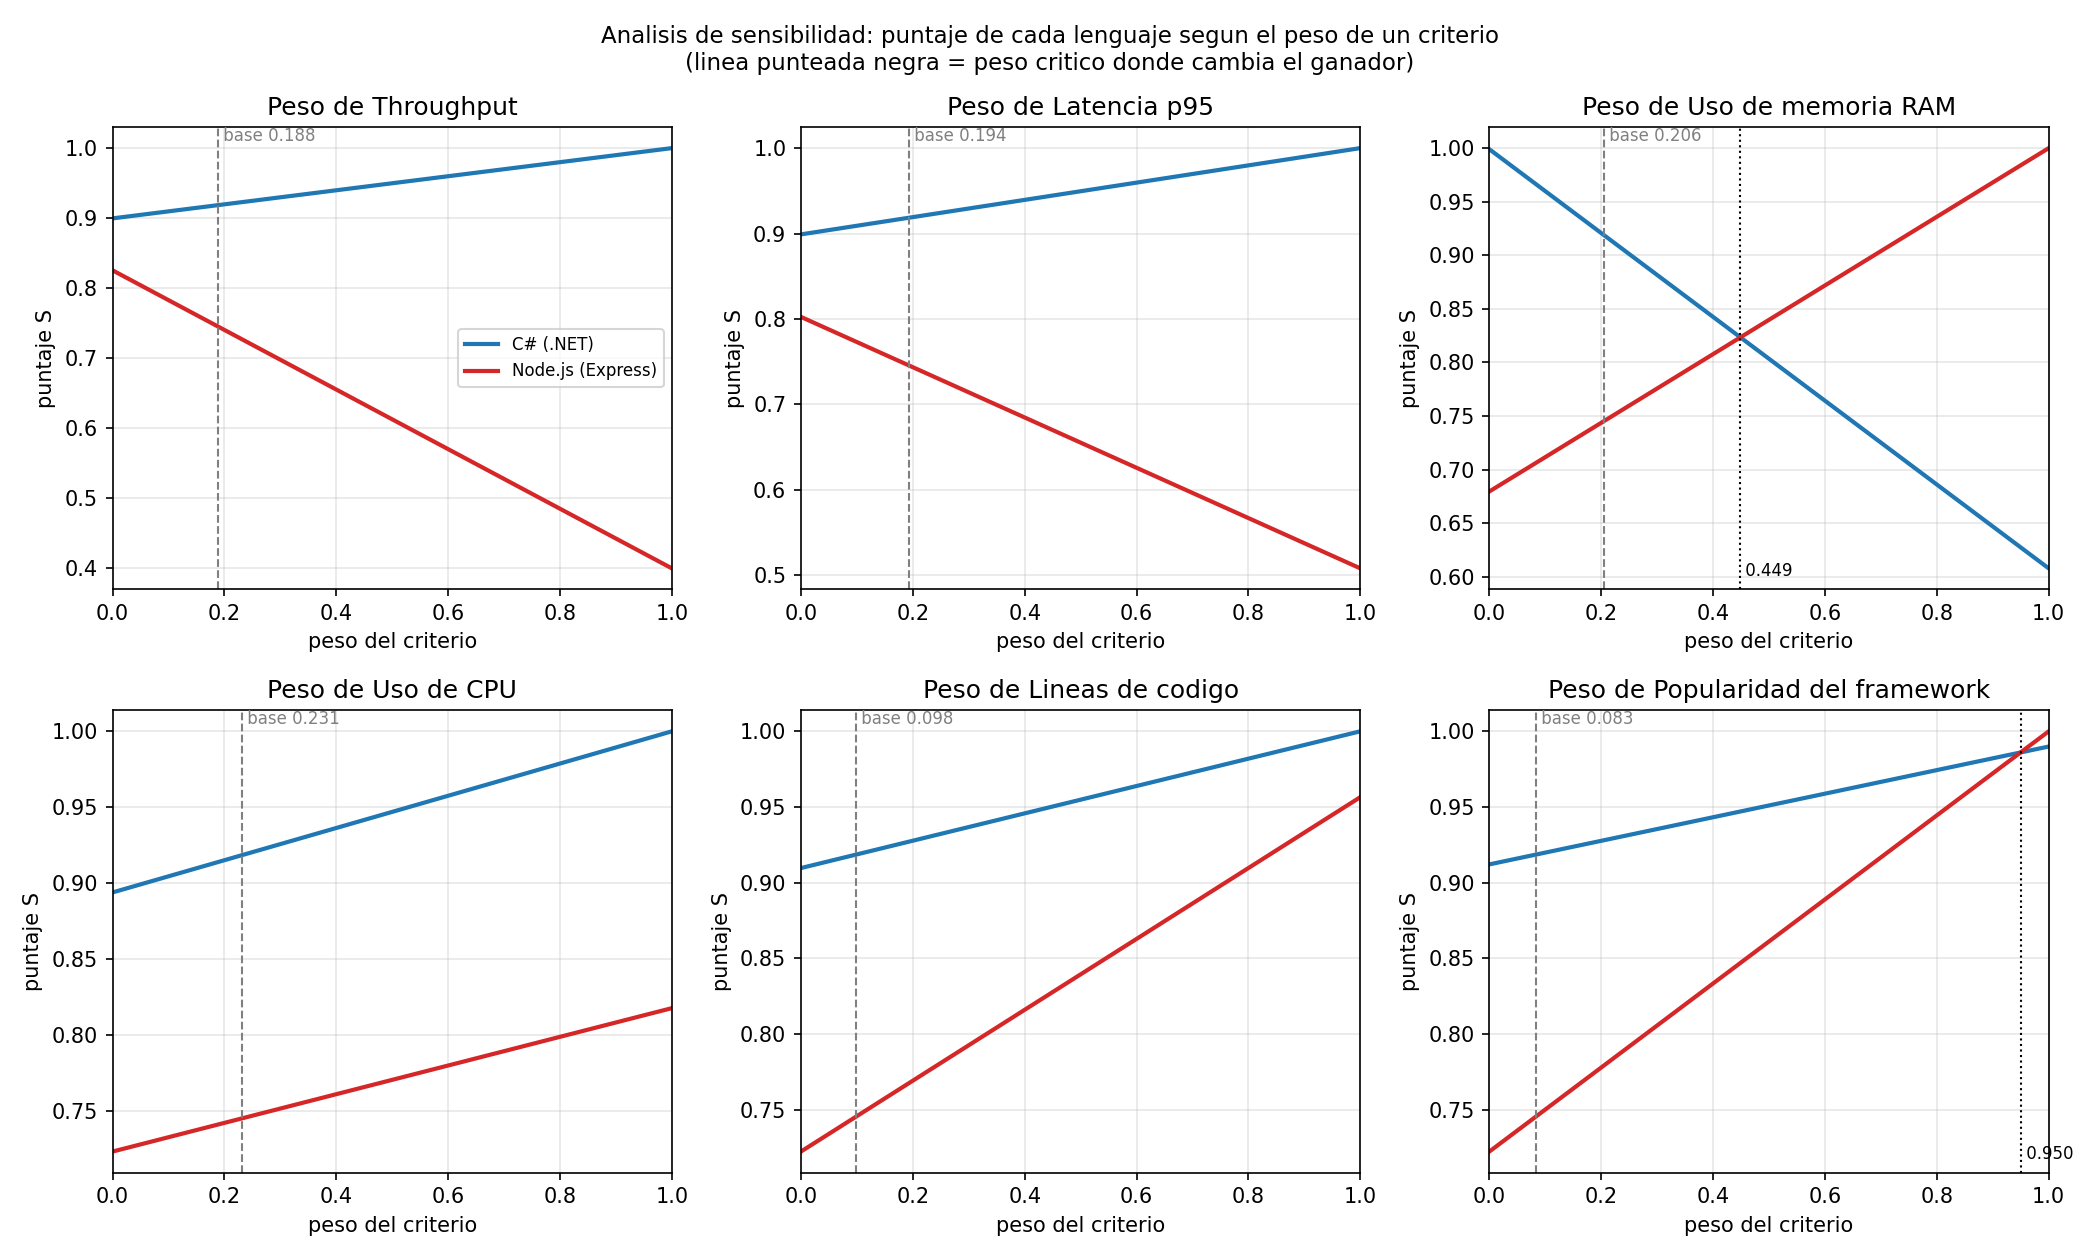 Analisis de sensibilidad: puntaje de cada lenguaje segun el peso de un criterio
(linea punteada negra = peso critico donde cambia el ganador)
Peso de Throughput
base 0.188
1.0
0.9
0.8
0.7
0.6
0.5
0.4
puntaje S
C# (.NET)
Node.js (Express)
0.0 0.2 0.4 0.6 0.8 1.0
peso del criterio
Peso de Latencia p95
base 0.194
1.0
0.9
0.8
0.7
0.6
0.5
puntaje S
0.0 0.2 0.4 0.6 0.8 1.0
peso del criterio
Peso de Uso de memoria RAM
base 0.206
1.00
0.95
0.90
0.85
0.80
0.75
0.70
0.65
0.60
puntaje S
0.449
0.0 0.2 0.4 0.6 0.8 1.0
peso del criterio
Peso de Uso de CPU
base 0.231
1.00
0.95
0.90
0.85
0.80
0.75
puntaje S
0.0 0.2 0.4 0.6 0.8 1.0
peso del criterio
Peso de Lineas de codigo
base 0.098
1.00
0.95
0.90
0.85
0.80
0.75
puntaje S
0.0 0.2 0.4 0.6 0.8 1.0
peso del criterio
Peso de Popularidad del framework
base 0.083
1.00
0.95
0.90
0.85
0.80
0.75
puntaje S
0.950
0.0 0.2 0.4 0.6 0.8 1.0
peso del criterio